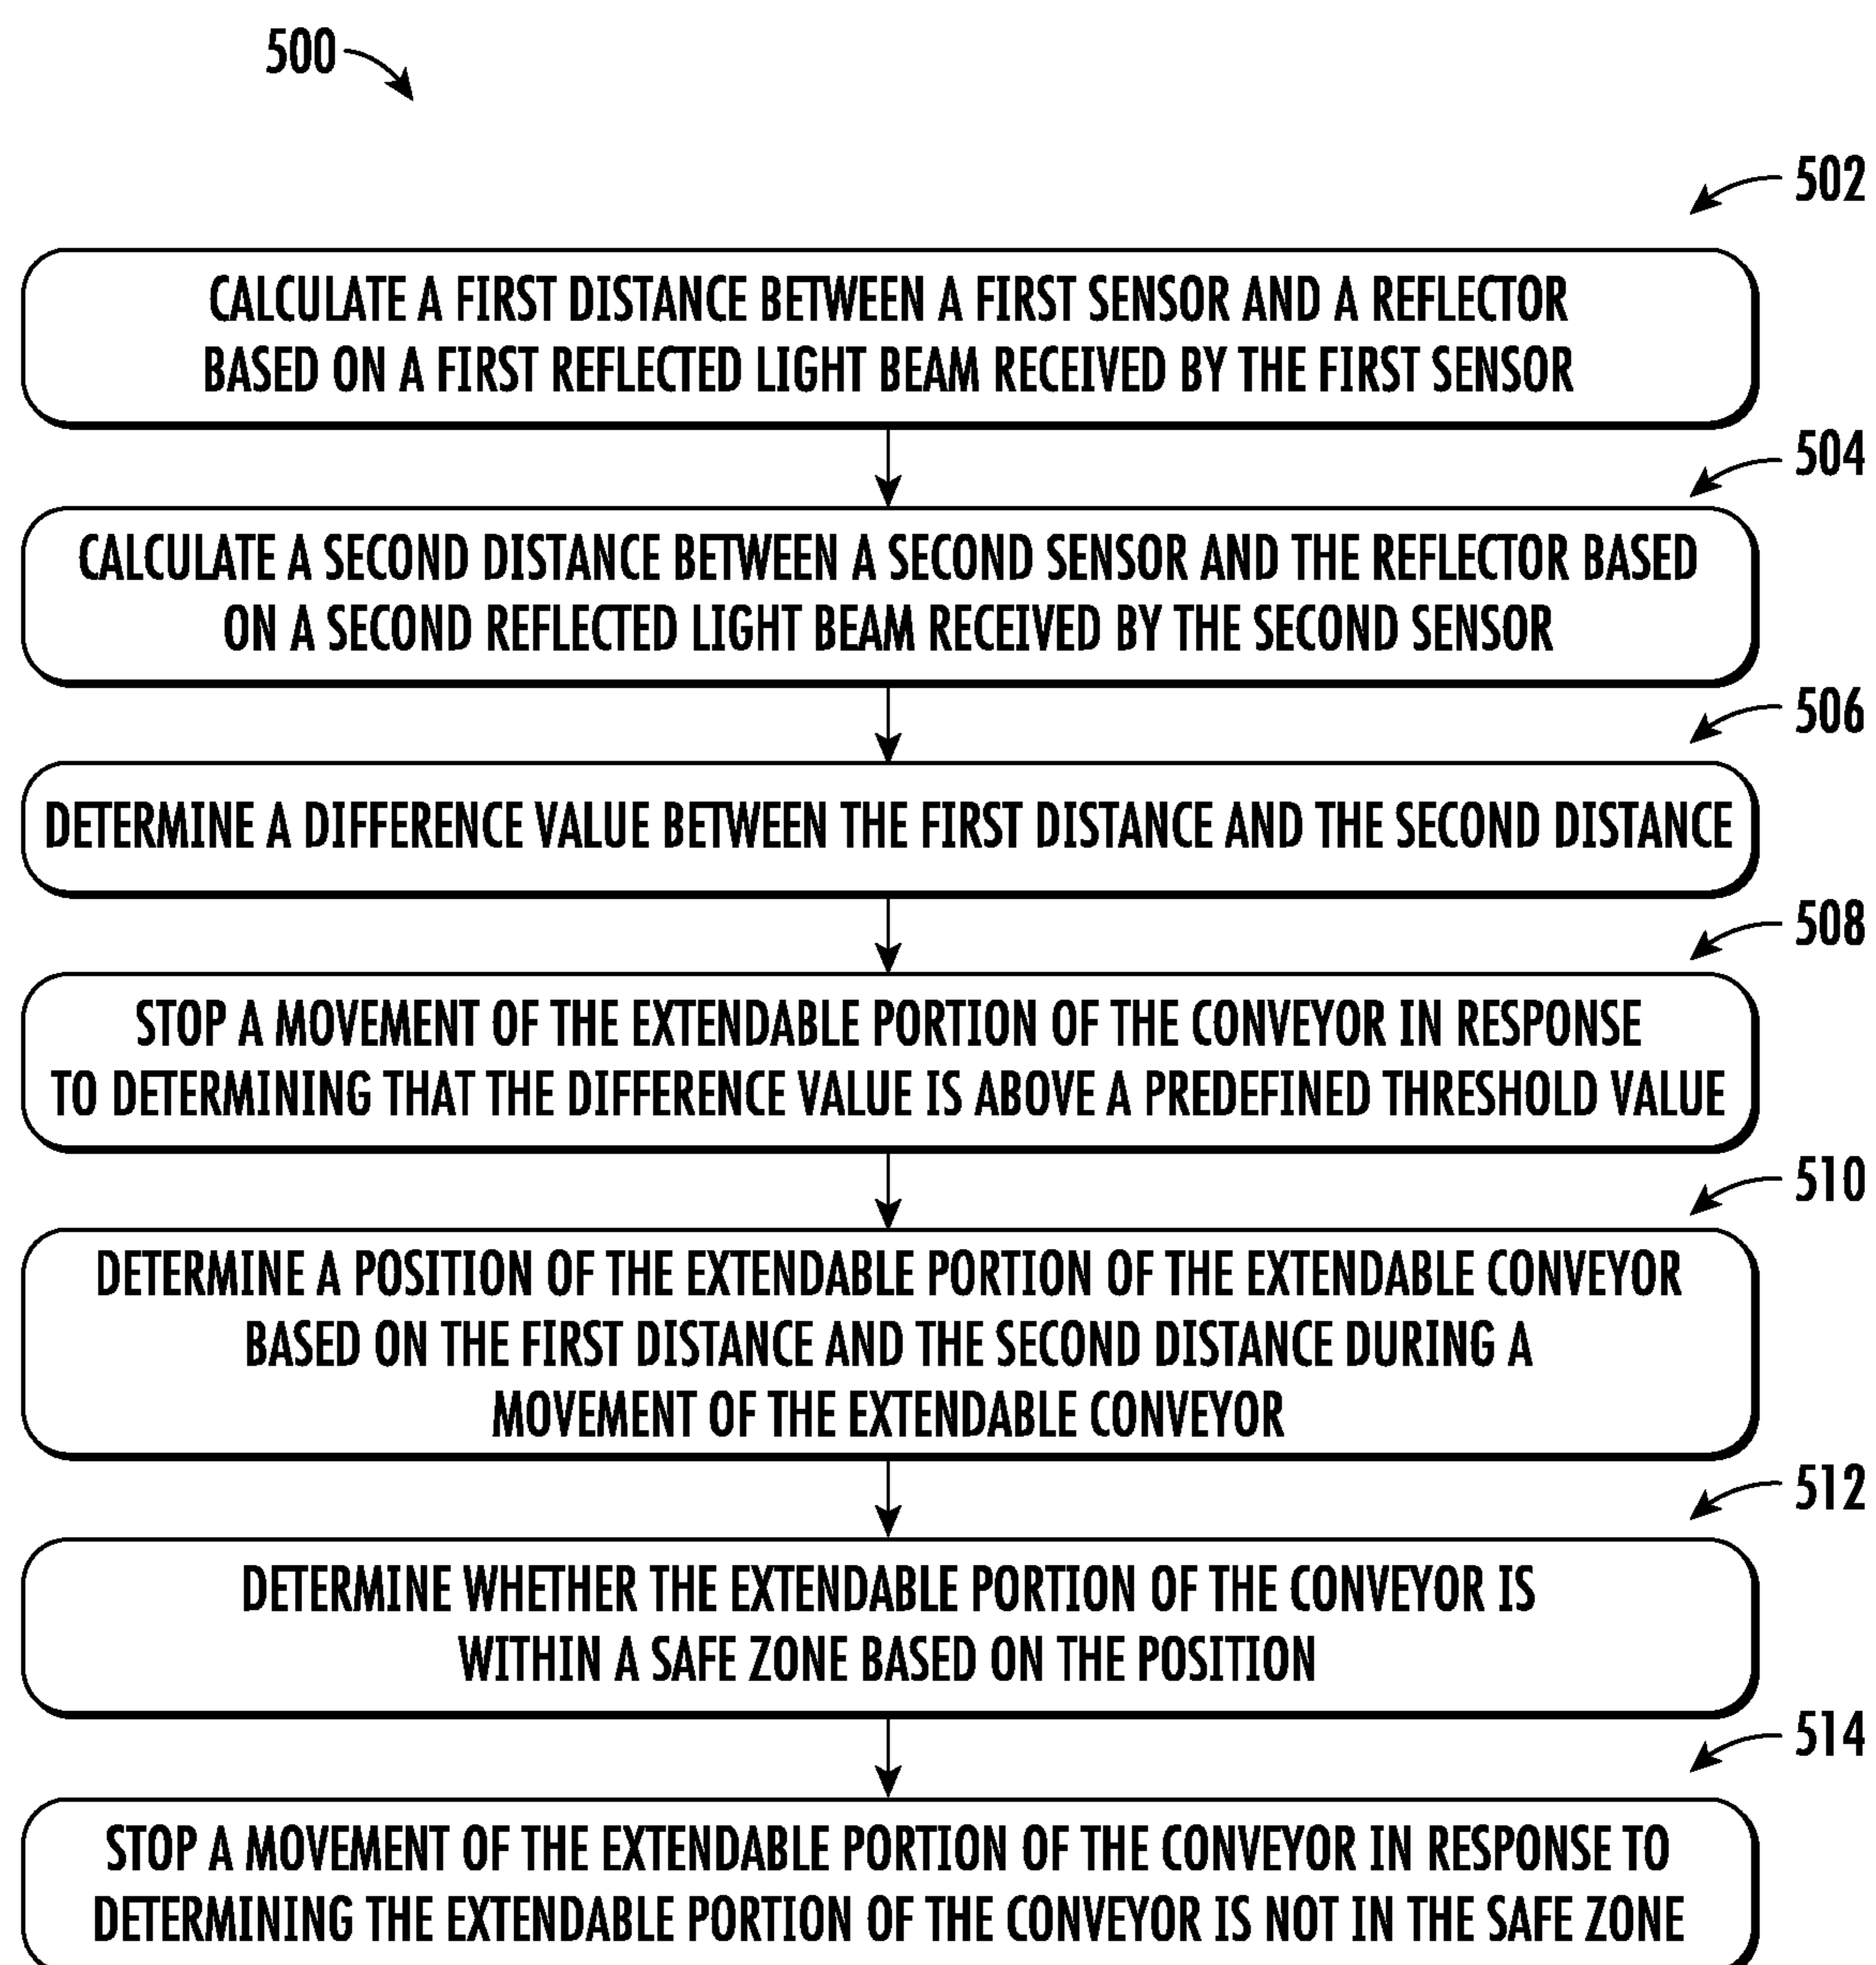 500
502
CALCULATE A FIRST DISTANCE BETWEEN A FIRST SENSOR AND A REFLECTOR
BASED ON A FIRST REFLECTED LIGHT BEAM RECEIVED BY THE FIRST SENSOR
504
CALCULATE A SECOND DISTANCE BETWEEN A SECOND SENSOR AND THE REFLECTOR BASED
ON A SECOND REFLECTED LIGHT BEAM RECEIVED BY THE SECOND SENSOR
506
DETERMINE A DIFFERENCE VALUE BETWEEN THE FIRST DISTANCE AND THE SECOND DISTANCE
508
STOP A MOVEMENT OF THE EXTENDABLE PORTION OF THE CONVEYOR IN RESPONSE
TO DETERMINING THAT THE DIFFERENCE VALUE IS ABOVE A PREDEFINED THRESHOLD VALUE
510
DETERMINE A POSITION OF THE EXTENDABLE PORTION OF THE EXTENDABLE CONVEYOR
BASED ON THE FIRST DISTANCE AND THE SECOND DISTANCE DURING A
MOVEMENT OF THE EXTENDABLE CONVEYOR
512
DETERMINE WHETHER THE EXTENDABLE PORTION OF THE CONVEYOR IS
WITHIN A SAFE ZONE BASED ON THE POSITION
514
STOP A MOVEMENT OF THE EXTENDABLE PORTION OF THE CONVEYOR IN RESPONSE TO
DETERMINING THE EXTENDABLE PORTION OF THE CONVEYOR IS NOT IN THE SAFE ZONE